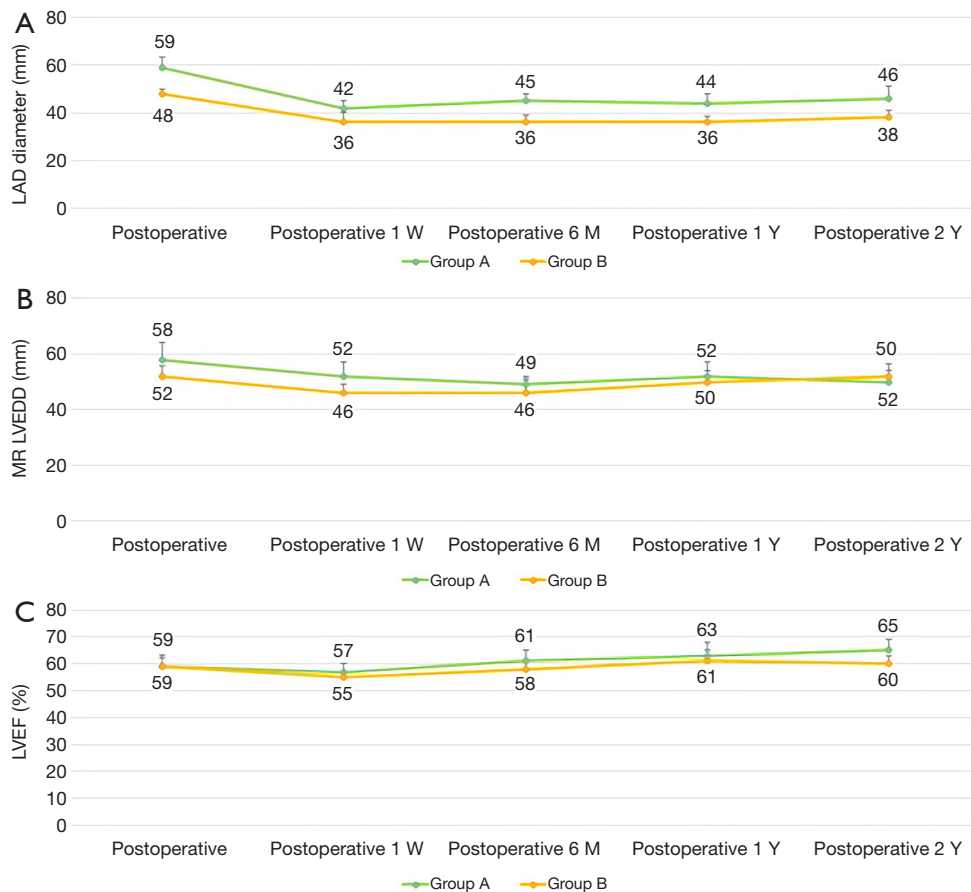 A
LAD diameter (mm)
80
60
40
20
0
59 42 45 44 46
48 36 36 36 38
Postoperative Postoperative 1 W Postoperative 6 M Postoperative 1 Y Postoperative 2 Y
Group A Group B
B
MR LVEDD (mm)
80
60
40
20
0
58 52 49 52 50
52 46 46 50 52
Postoperative Postoperative 1 W Postoperative 6 M Postoperative 1 Y Postoperative 2 Y
Group A Group B
C
LVEF (%)
80
70
60
50
40
30
20
10
0
59 57 61 63 65
59 55 58 61 60
Postoperative Postoperative 1 W Postoperative 6 M Postoperative 1 Y Postoperative 2 Y
Group A Group B